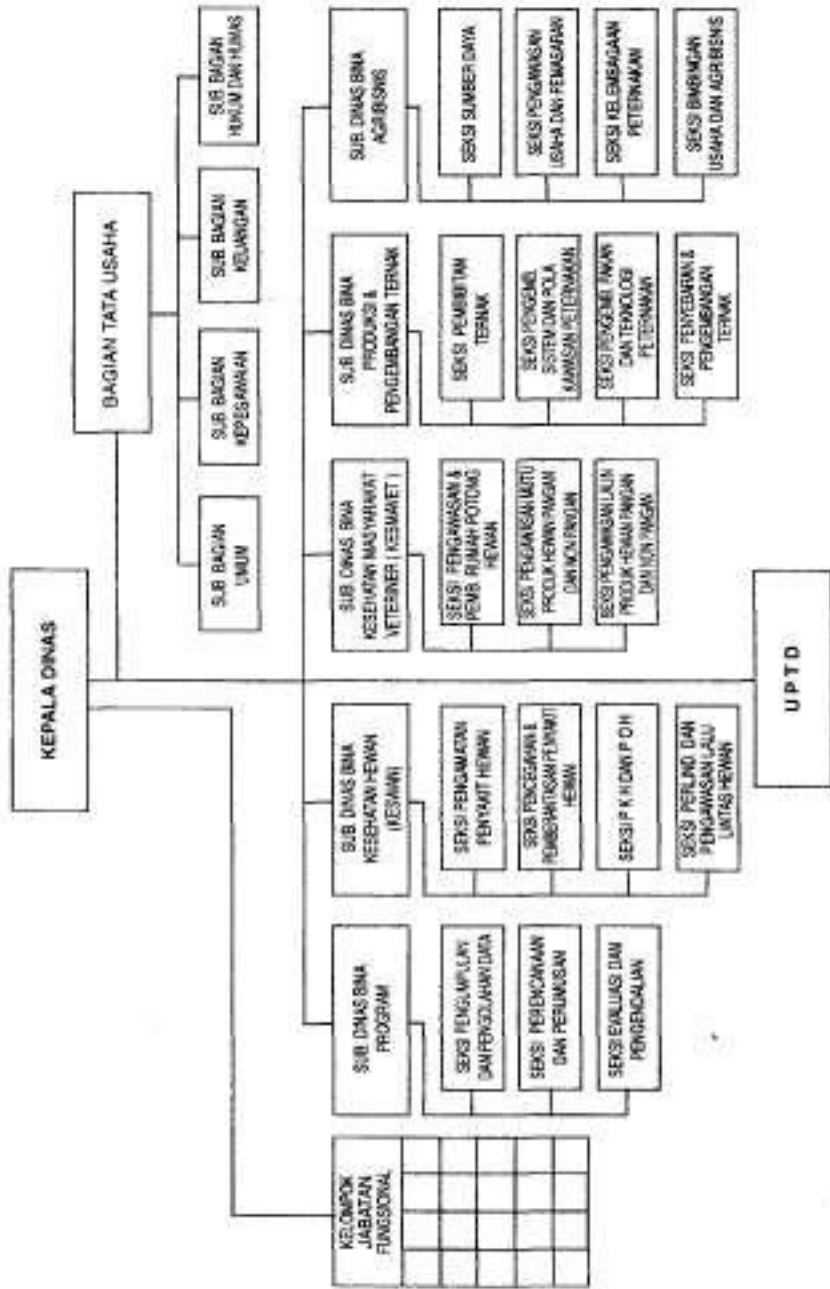 KEPALA DINAS
BAGIAN TATA USAHA
SUB. BAGIAN
UMUM
SUB. BAGIAN
KEPEGAWAIAN
SUB. BAGIAN
KEUANGAN
SUB. BAGIAN
HUKUM DAN HUMAS
KELOMPOK
JABATAN
FUNGSIONAL
SUB. DINAS BINA
PROGRAM
SEKSI PENGUMPULAN
DAN PENGOLAHAN DATA
SEKSI PERENCANAAN
DAN PERUMUSAN
SEKSI EVALUASI DAN
PENGENDALIAN
SUB. DINAS BINA
KESEHATAN HEWAN
(KESWAN)
SEKSI PENGAMATAN
PENYAKIT HEWAN
SEKSI PENCEGAHAN &
PEMBERANTASAN PENYAKIT
HEWAN
SEKSI P K H DAN P O H
SEKSI PERLIND. DAN
PENGAWASAN LALU
LINTAS HEWAN
SUB. DINAS BINA
KESEHATAN MASYARAKAT
VETERINER ( KESMAVET )
SEKSI PENGAWASAN &
PEMB. RUMAH POTONG
HEWAN
SEKSI PENGAWASAN MUTU
PRODUK HEWAN PANGAN
DAN NON PANGAN
SEKSI PENGAWASAN LALIN
PRODUK HEWAN PANGAN
DAN NON PANGAN
SUB. DINAS BINA
PRODUKSI &
PENGEMBANGAN TERNAK
SEKSI PEMBIBITAN
TERNAK
SEKSI PENGEMB.
SISTEM DAN POLA
KAWASAN PETERNAKAN
SEKSI PENGEMB. PAKAN
DAN TEKNOLOGI
PETERNAKAN
SEKSI PENYEBARAN &
PENGEMBANGAN
TERNAK
SUB. DINAS BINA
AGRIBISNIS
SEKSI SUMBER DAYA
SEKSI PENGAWASAN
USAHA DAN PEMASARAN
SEKSI KELEMBAGAAN
PETERNAKAN
SEKSI BIMBINGAN
USAHA DAN AGRIBISNIS
UPTD